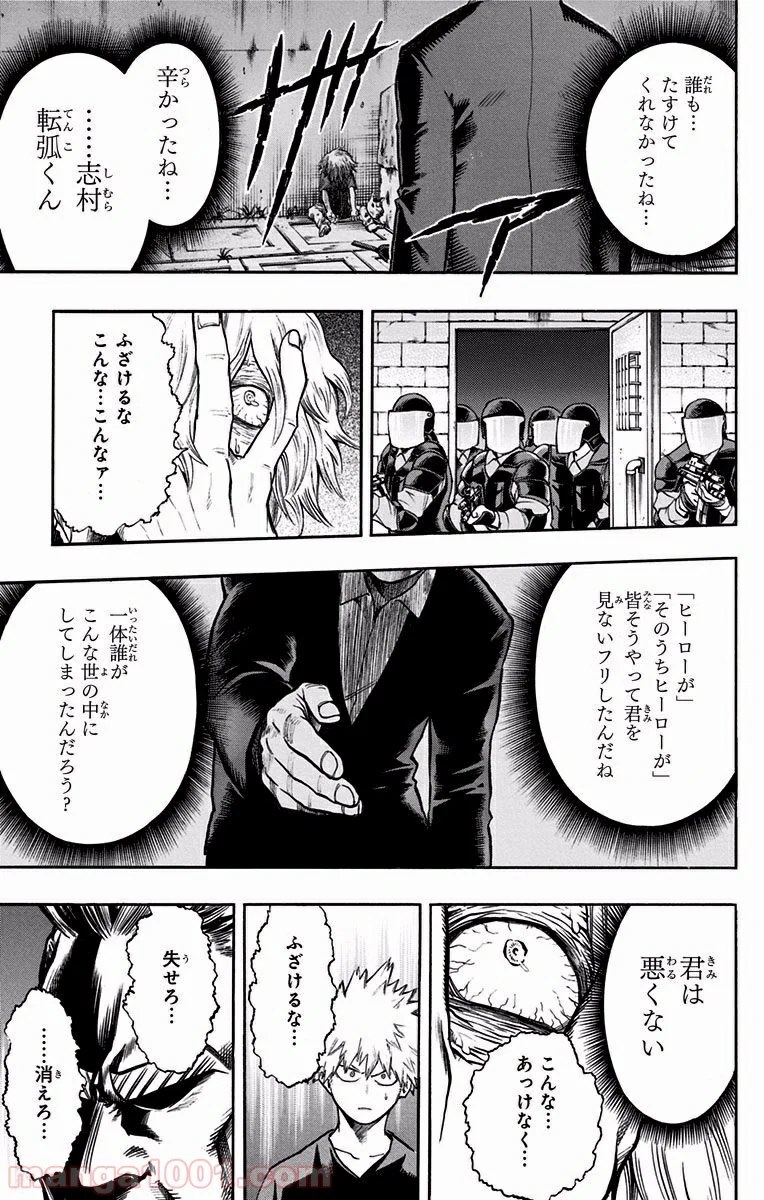 誰も…
たすけて
くれなかったね…
辛かったね…
……志村
転弧くん
ふざけるな
こんな…こんなァ…
「ヒーローが」
「そのうちヒーローが」
皆そうやって君を
見ないフリしたんだね
一体誰が
こんな世の中に
してしまったんだろう?
君は
悪くない
こんな…
あっけなく…
ふざけるな…
失せろ…
……消えろ…
manga1001.com